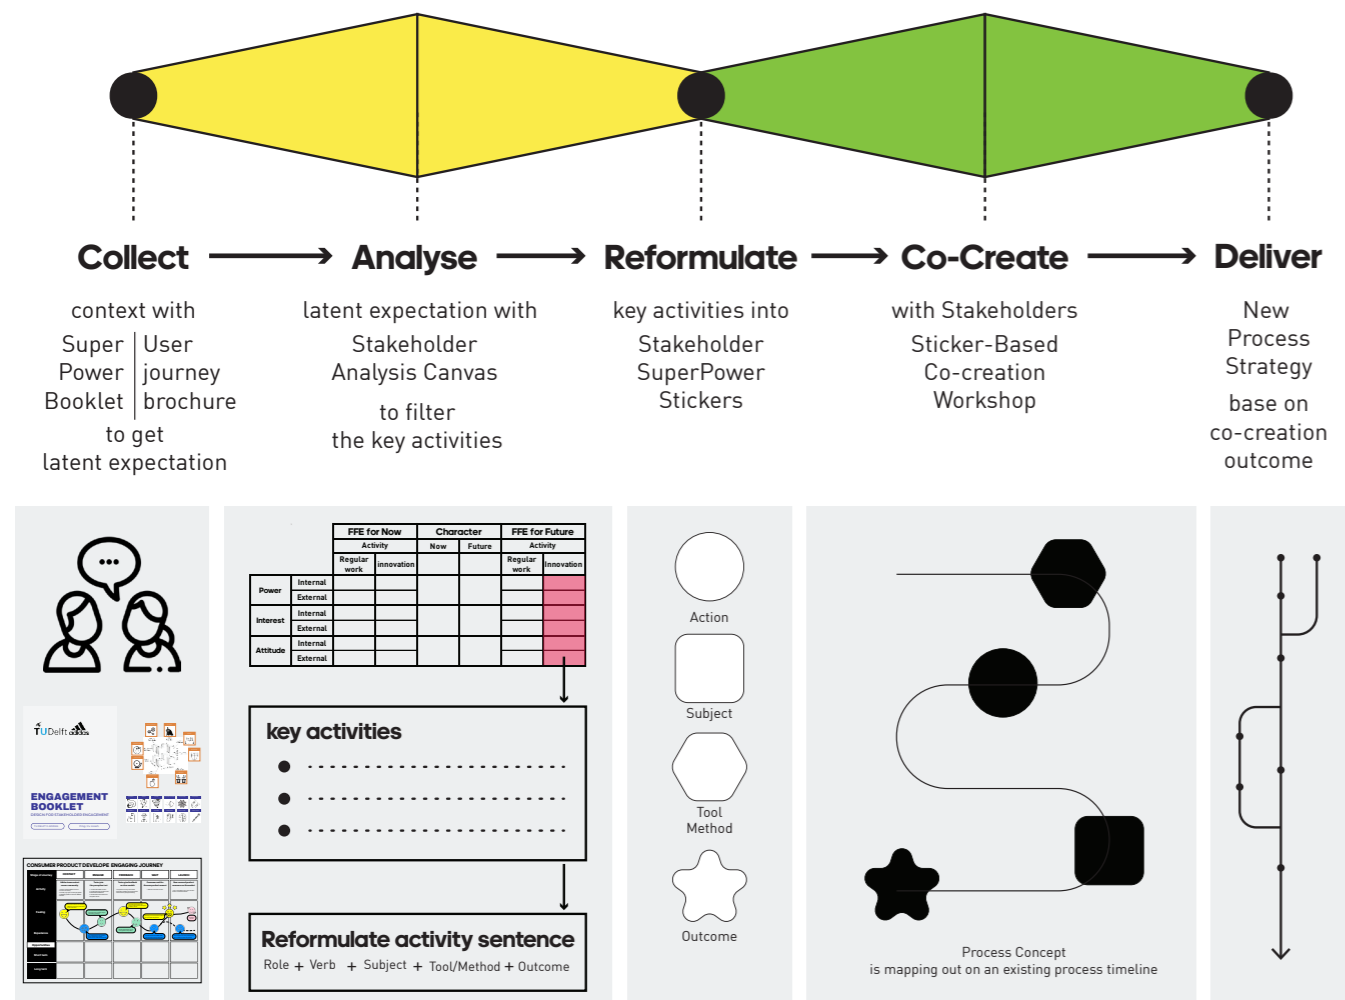 Collect
Analyse
Reformulate
Co-Create
Deliver
context with
Super
Power
Booklet
User
journey
brochure
to get
latent expectation
latent expectation with
Stakeholder
Analysis Canvas
to filter
the key activities
key activities into
Stakeholder
SuperPower
Stickers
with Stakeholders
Sticker-Based
Co-creation
Workshop
New
Process
Strategy
base on
co-creation
outcome
TUDelft
adidas
ENGAGEMENT
BOOKLET
DESIGN FOR STAKEHOLDER ENGAGEMENT
CONSUMER PRODUCT DEVELOPE ENGAGING JOURNEY
FFE for Now
Character
FFE for Future
Activity
Now
Future
Activity
Regular
work
innovation
Regular
work
Innovation
Power
Internal
External
Interest
Internal
External
Attitude
Internal
External
key activities
Reformulate activity sentence
Role + Verb + Subject + Tool/Method + Outcome
Action
Subject
Tool
Method
Outcome
Process Concept
is mapping out on an existing process timeline